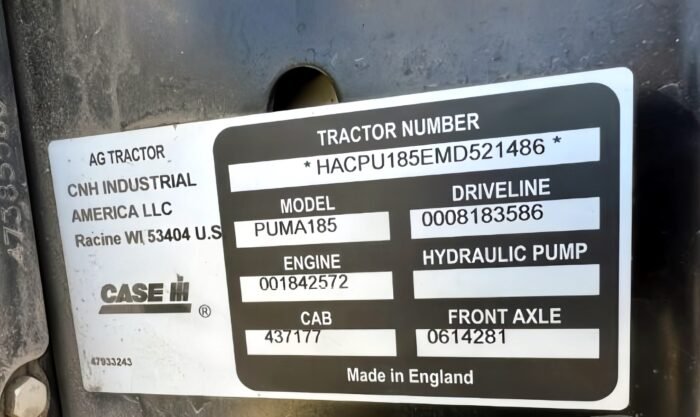 AG TRACTOR
CNH INDUSTRIAL
AMERICA LLC
Racine WI, 53404 U.S
CASE IH ®
47933243
TRACTOR NUMBER
* HACPU185EMD521486 *
MODEL
PUMA185
DRIVELINE
0008183586
ENGINE
001842572
HYDRAULIC PUMP
CAB
437177
FRONT AXLE
0614281
Made in England